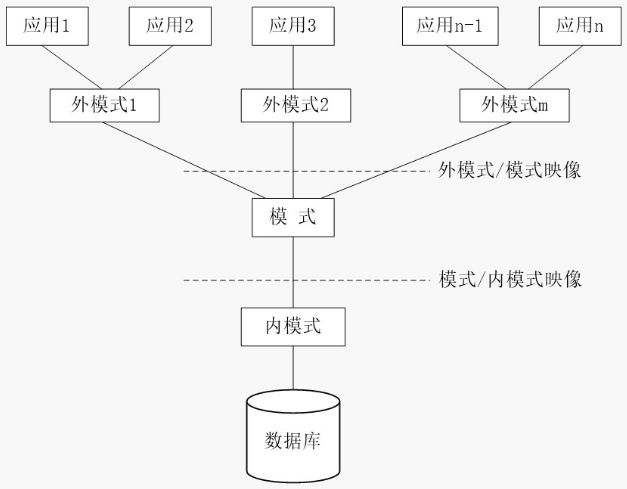 应用1
应用2
应用3
应用n-1
应用n
外模式1
外模式2
外模式m
外模式/模式映像
模 式
模式/内模式映像
内模式
数据库